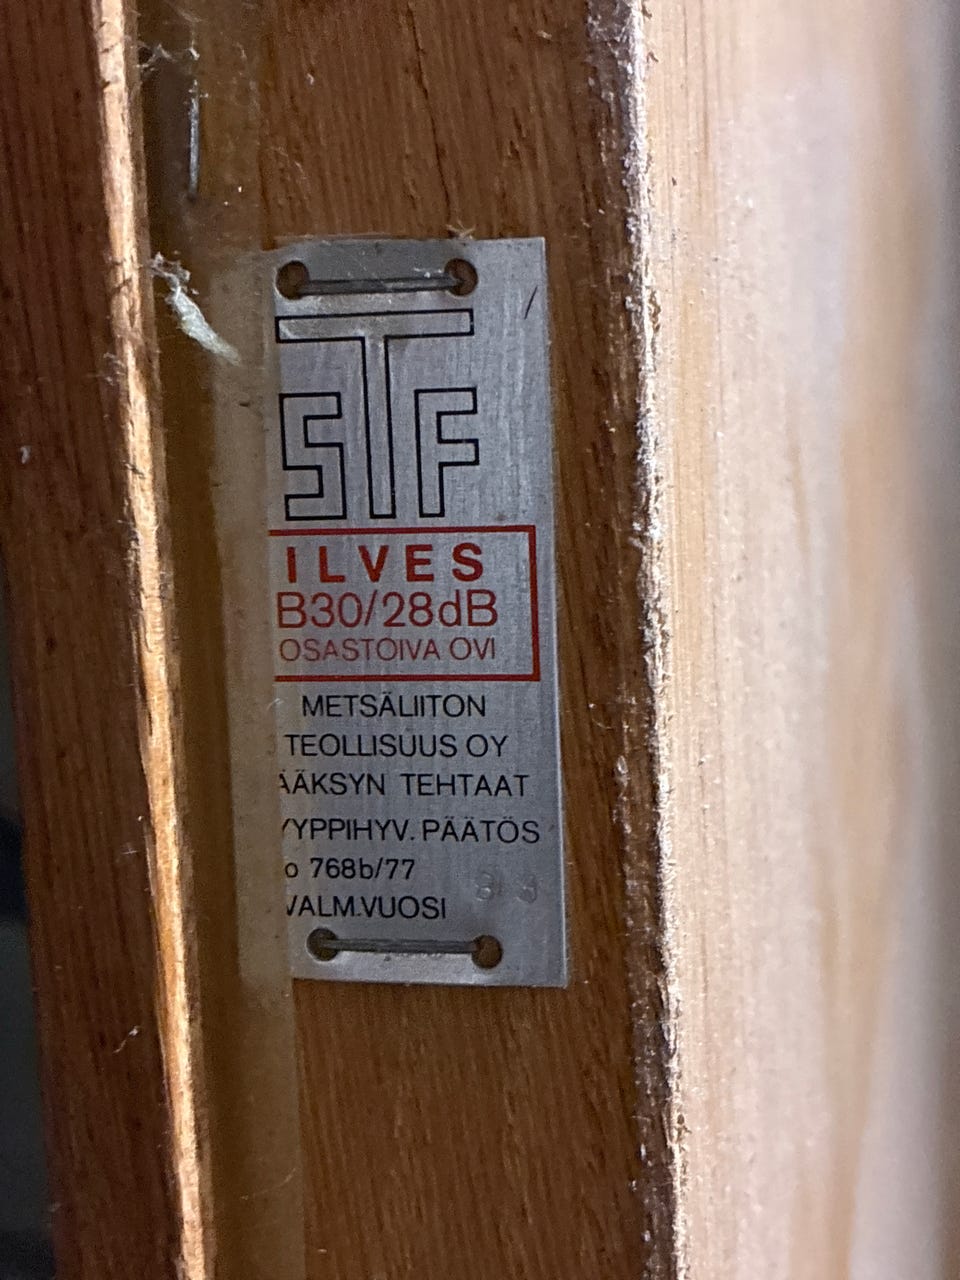 STF
ILVES
B30/28dB
OSASTOIVA OVI
METSÄLIITON
TEOLLISUUS OY
ÄÄKSYN TEHTAAT
YYPPIHYV. PÄÄTÖS
o 768b/77
VALM.VUOSI